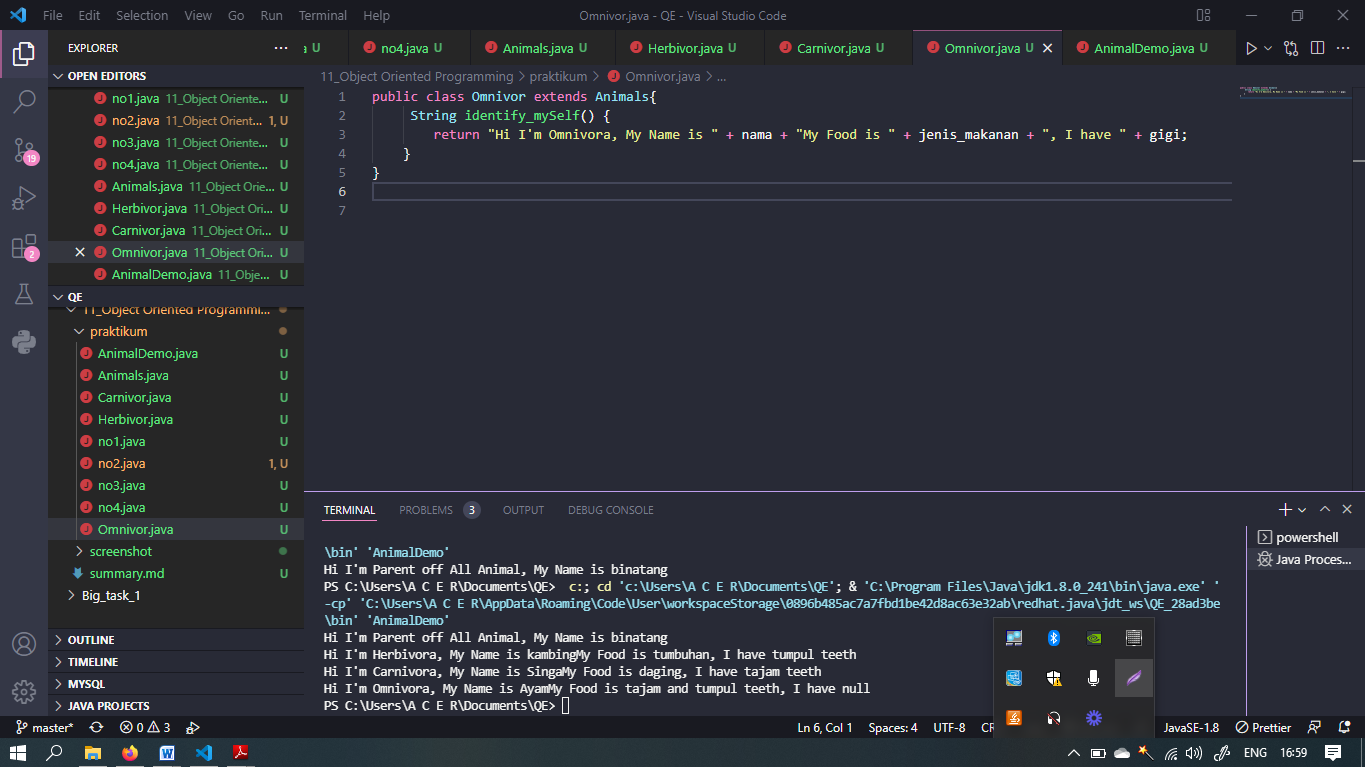 File Edit Selection View Go Run Terminal Help Omnivor.java - QE - Visual Studio Code
EXPLORER
OPEN EDITORS
no1.java 11_Object Oriente... U
no2.java 11_Object Orient... 1, U
no3.java 11_Object Oriente... U
no4.java 11_Object Oriente... U
Animals.java 11_Object Orie... U
Herbivor.java 11_Object Ori... U
Carnivor.java 11_Object Ori... U
Omnivor.java 11_Object Ori... U
AnimalDemo.java 11_Obje... U
QE
11_Object Oriented Programmi...
praktikum
AnimalDemo.java U
Animals.java U
Carnivor.java U
Herbivor.java U
no1.java U
no2.java 1, U
no3.java U
no4.java U
Omnivor.java U
screenshot
summary.md U
Big_task_1
OUTLINE
TIMELINE
MYSQL
JAVA PROJECTS
19
2
a U no4.java U Animals.java U Herbivor.java U Carnivor.java U Omnivor.java U AnimalDemo.java U
11_Object Oriented Programming > praktikum > Omnivor.java > ...
1 public class Omnivor extends Animals{
2 String identify_mySelf() {
3 return "Hi I'm Omnivora, My Name is " + nama + "My Food is " + jenis_makanan + ", I have " + gigi;
4 }
5 }
6
7
TERMINAL PROBLEMS 3 OUTPUT DEBUG CONSOLE
powershell
Java Proces...
\bin' 'AnimalDemo'
Hi I'm Parent off All Animal, My Name is binatang
PS C:\Users\A C E R\Documents\QE> c:; cd 'c:\Users\A C E R\Documents\QE'; & 'C:\Program Files\Java\jdk1.8.0_241\bin\java.exe' '
-cp' 'C:\Users\A C E R\AppData\Roaming\Code\User\workspaceStorage\0896b485ac7a7fbd1be42d8ac63e32ab\redhat.java\jdt_ws\QE_28ad3be
\bin' 'AnimalDemo'
Hi I'm Parent off All Animal, My Name is binatang
Hi I'm Herbivora, My Name is kambingMy Food is tumbuhan, I have tumpul teeth
Hi I'm Carnivora, My Name is SingaMy Food is daging, I have tajam teeth
Hi I'm Omnivora, My Name is AyamMy Food is tajam and tumpul teeth, I have null
PS C:\Users\A C E R\Documents\QE>
master* 0 3 Ln 6, Col 1 Spaces: 4 UTF-8 CR JavaSE-1.8 Prettier
ENG 16:59